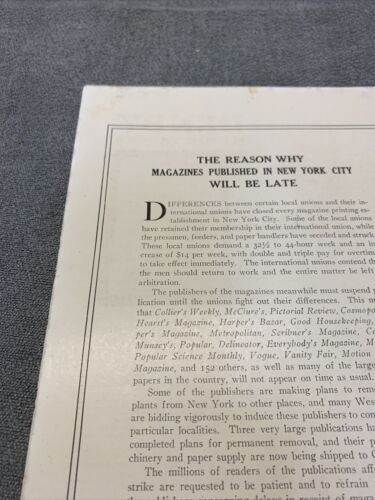 THE REASON WHY
MAGAZINES PUBLISHED IN NEW YORK CITY
WILL BE LATE
DIFFERENCES between certain local unions and their in-
ternational unions have closed every magazine printing es-
tablishment in New York City. Some of the local unions
have retained their membership in their international union, while
the pressmen, feeders, and paper handlers have seceded and struck
These local unions demand a 32½ to 44-hour week and an in
crease of $14 per week, with double and triple pay for overtim
to take effect immediately. The international unions contend th
the men should return to work and the entire matter be left
arbitration.
The publishers of the magazines meanwhile must suspend p
lication until the unions fight out their differences. This m
that Collier's Weekly, McClure's, Pictorial Review, Cosmopo
Hearst's Magazine, Harper's Bazar, Good Housekeeping,
per's Magazine, Metropolitan, Scribner's Magazine, Ce
Munsey's, Popular, Delineator, Everybody's Magazine, M
Popular Science Monthly, Vogue, Vanity Fair, Motion
Magazine, and 152 others, as well as many of the large
papers in the country, will not appear on time as usual.
Some of the publishers are making plans to remo
plants from New York to other places, and many Wes
are bidding vigorously to induce these publishers to con
particular localities. Three very large publications ha
completed plans for permanent removal, and their p
chinery and paper supply are now being shipped to C
The millions of readers of the publications aff
strike are requested to be patient and to refrain
the publishers concerning delays in receipt of maga